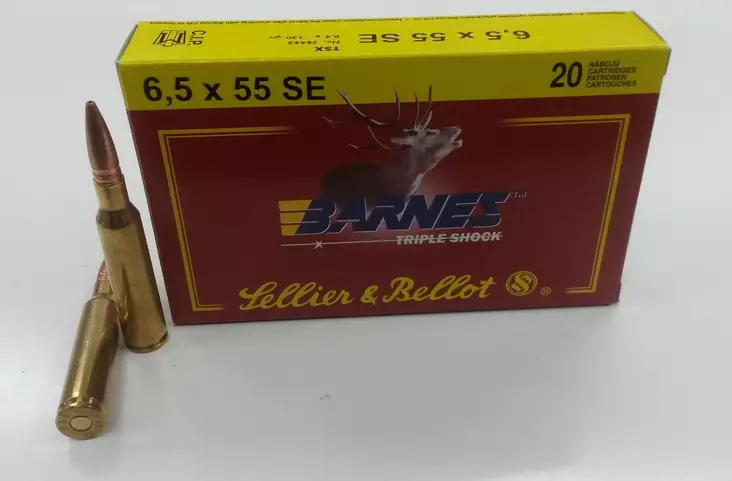 C.I.P.
TSX
6,5 x 55 SE
6,5 x 55 SE
20
NÁBOJŮ
CARTRIDGES
PATRONEN
CARTOUCHES
BARNES
TRIPLE SHOCK
Sellier & Bellot
SB ®